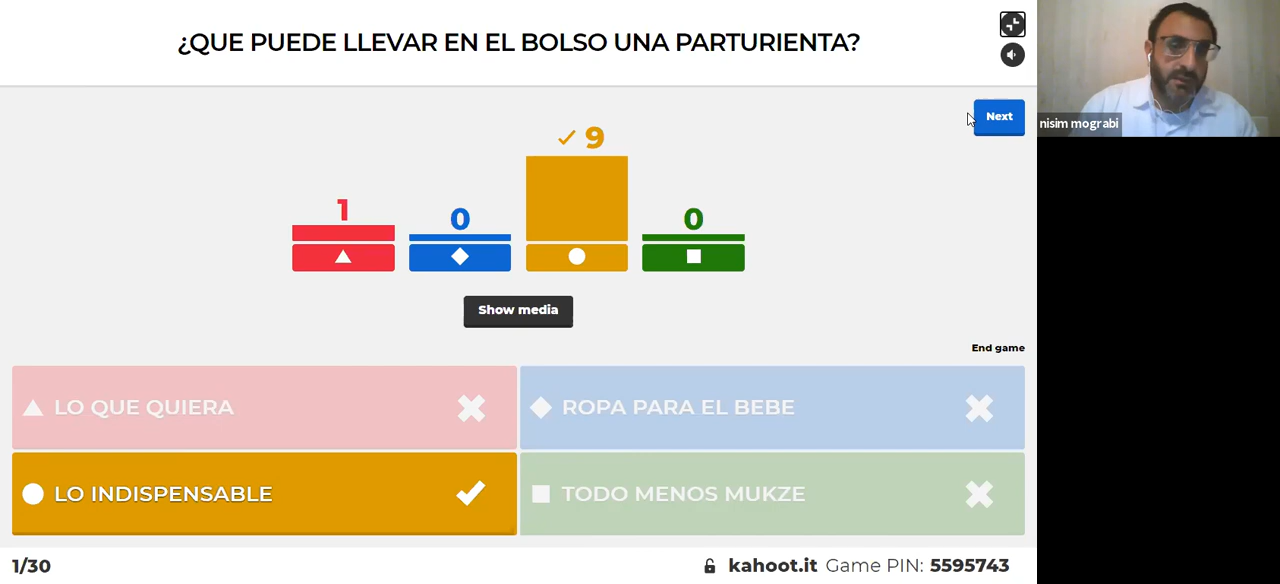 ¿QUE PUEDE LLEVAR EN EL BOLSO UNA PARTURIENTA?
Next
nisim mograbi
1
0
9
0
Show media
End game
LO QUE QUIERA
ROPA PARA EL BEBE
LO INDISPENSABLE
TODO MENOS MUKZE
1/30
kahoot.it Game PIN: 5595743